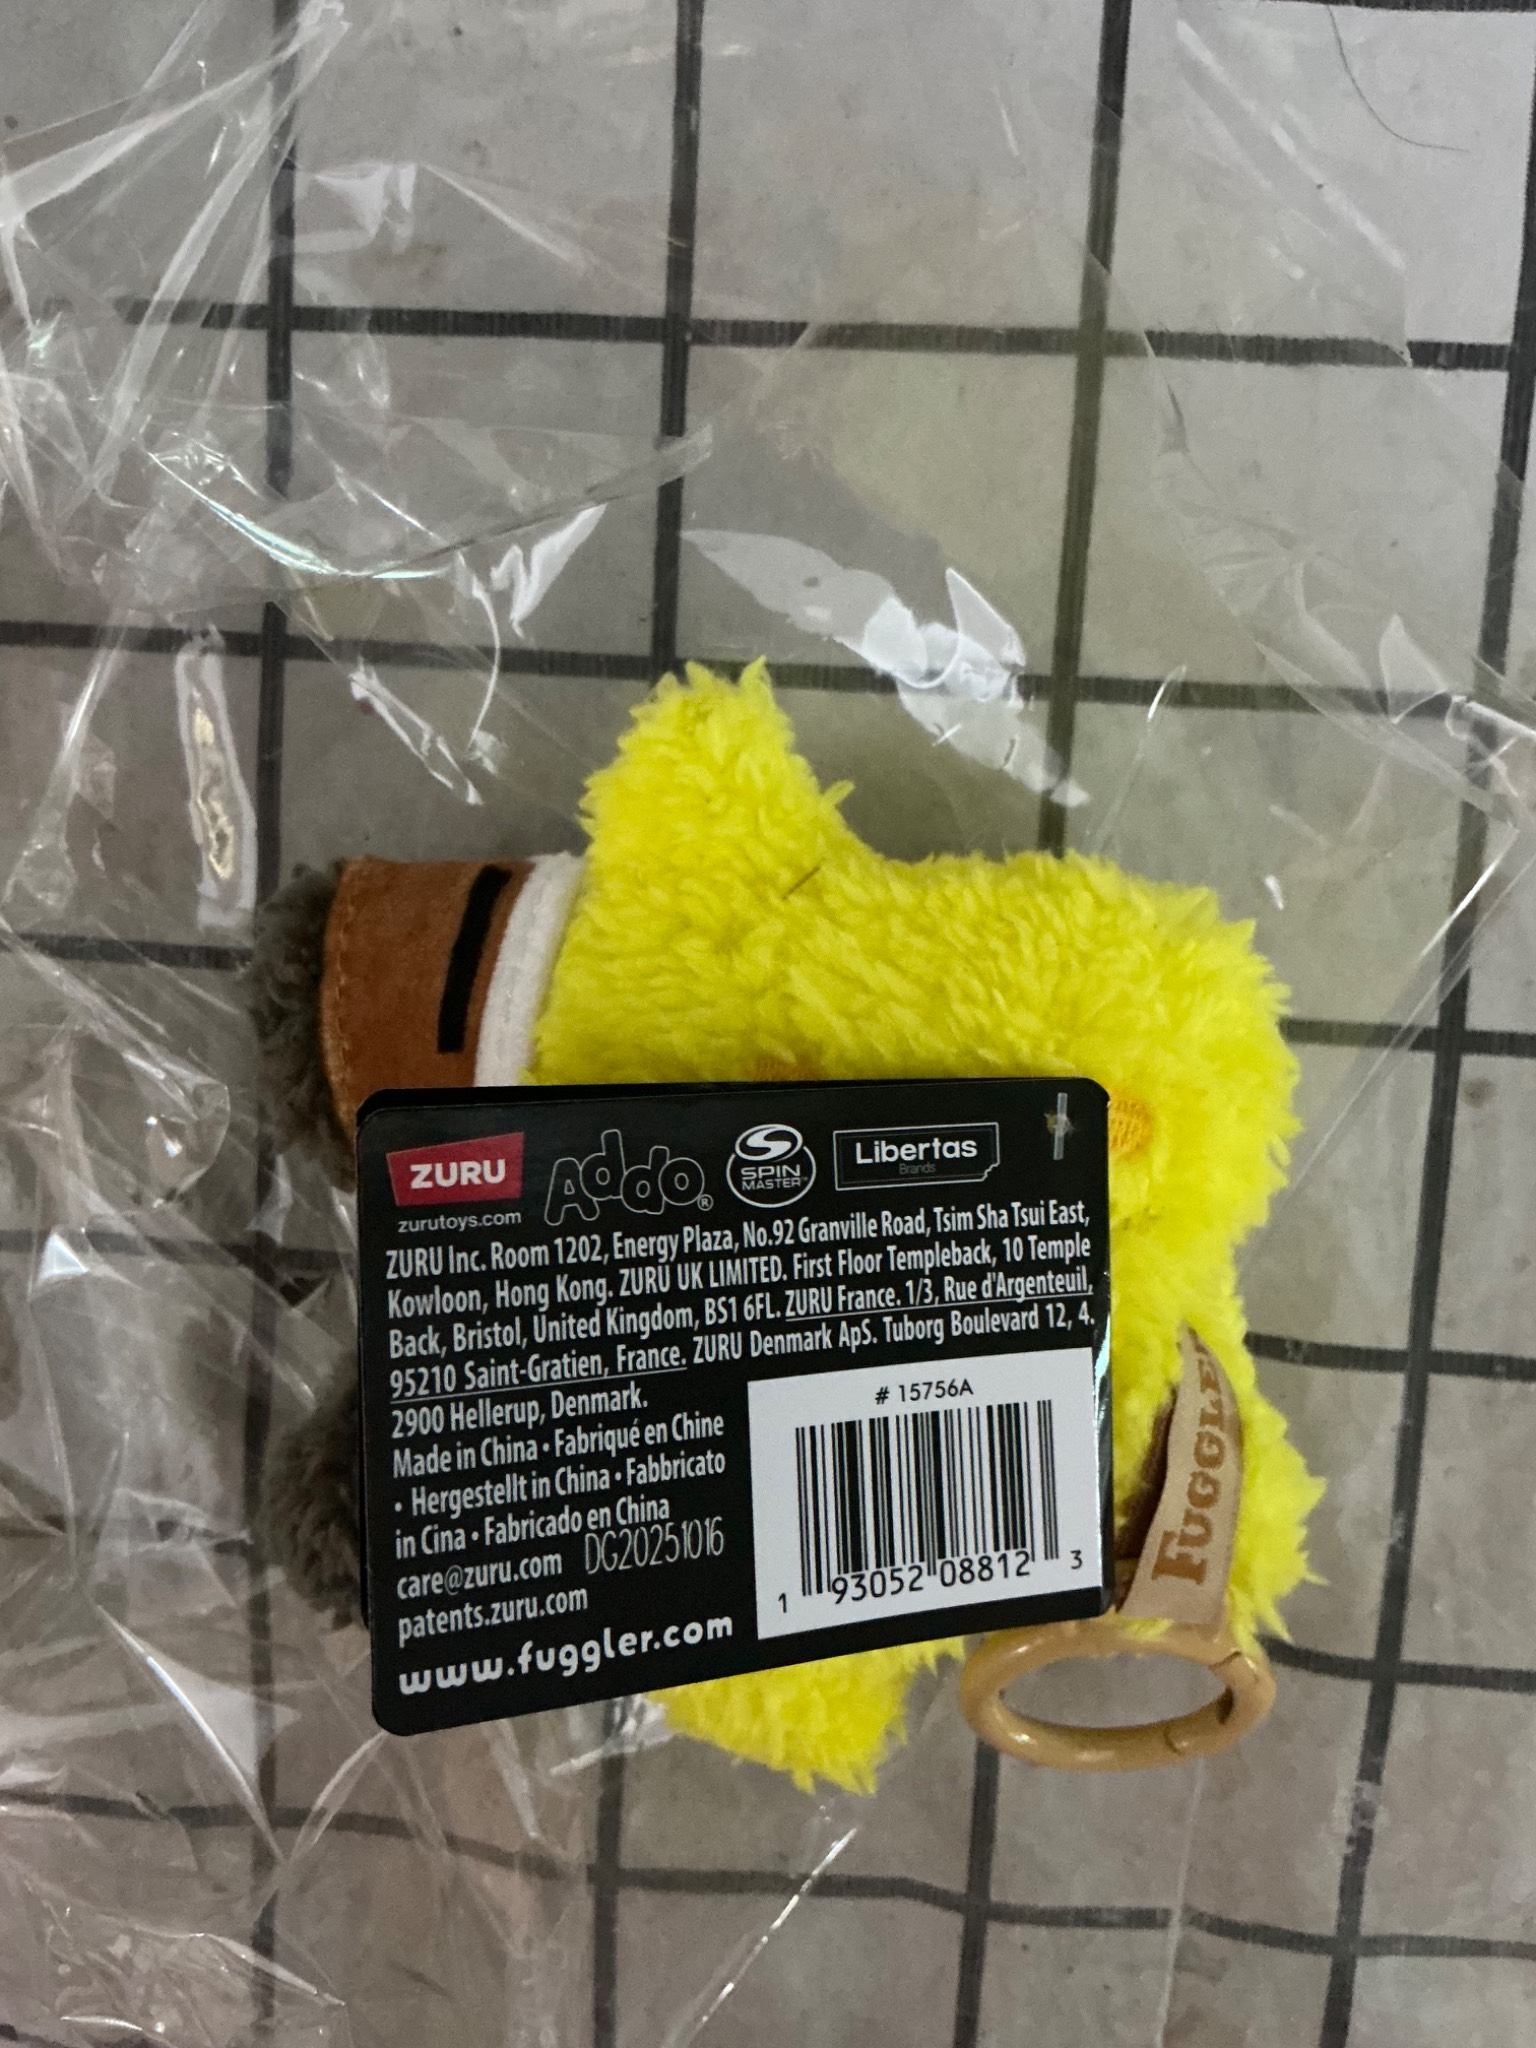 ZURU
zurutoys.com
Addo®
SPIN
MASTER™
Libertas
Brands
ZURU Inc. Room 1202, Energy Plaza, No.92 Granville Road, Tsim Sha Tsui East,
Kowloon, Hong Kong. ZURU UK LIMITED. First Floor Templeback, 10 Temple
Back, Bristol, United Kingdom, BS1 6FL. ZURU France. 1/3, Rue d'Argenteuil,
95210 Saint-Gratien, France. ZURU Denmark ApS. Tuborg Boulevard 12, 4.
2900 Hellerup, Denmark.
Made in China • Fabriqué en Chine
• Hergestellt in China • Fabbricato
in Cina • Fabricado en China
care@zuru.com DG20251016
patents.zuru.com
www.fuggler.com
# 15756A
1 93052 08812 3
FUGGLE